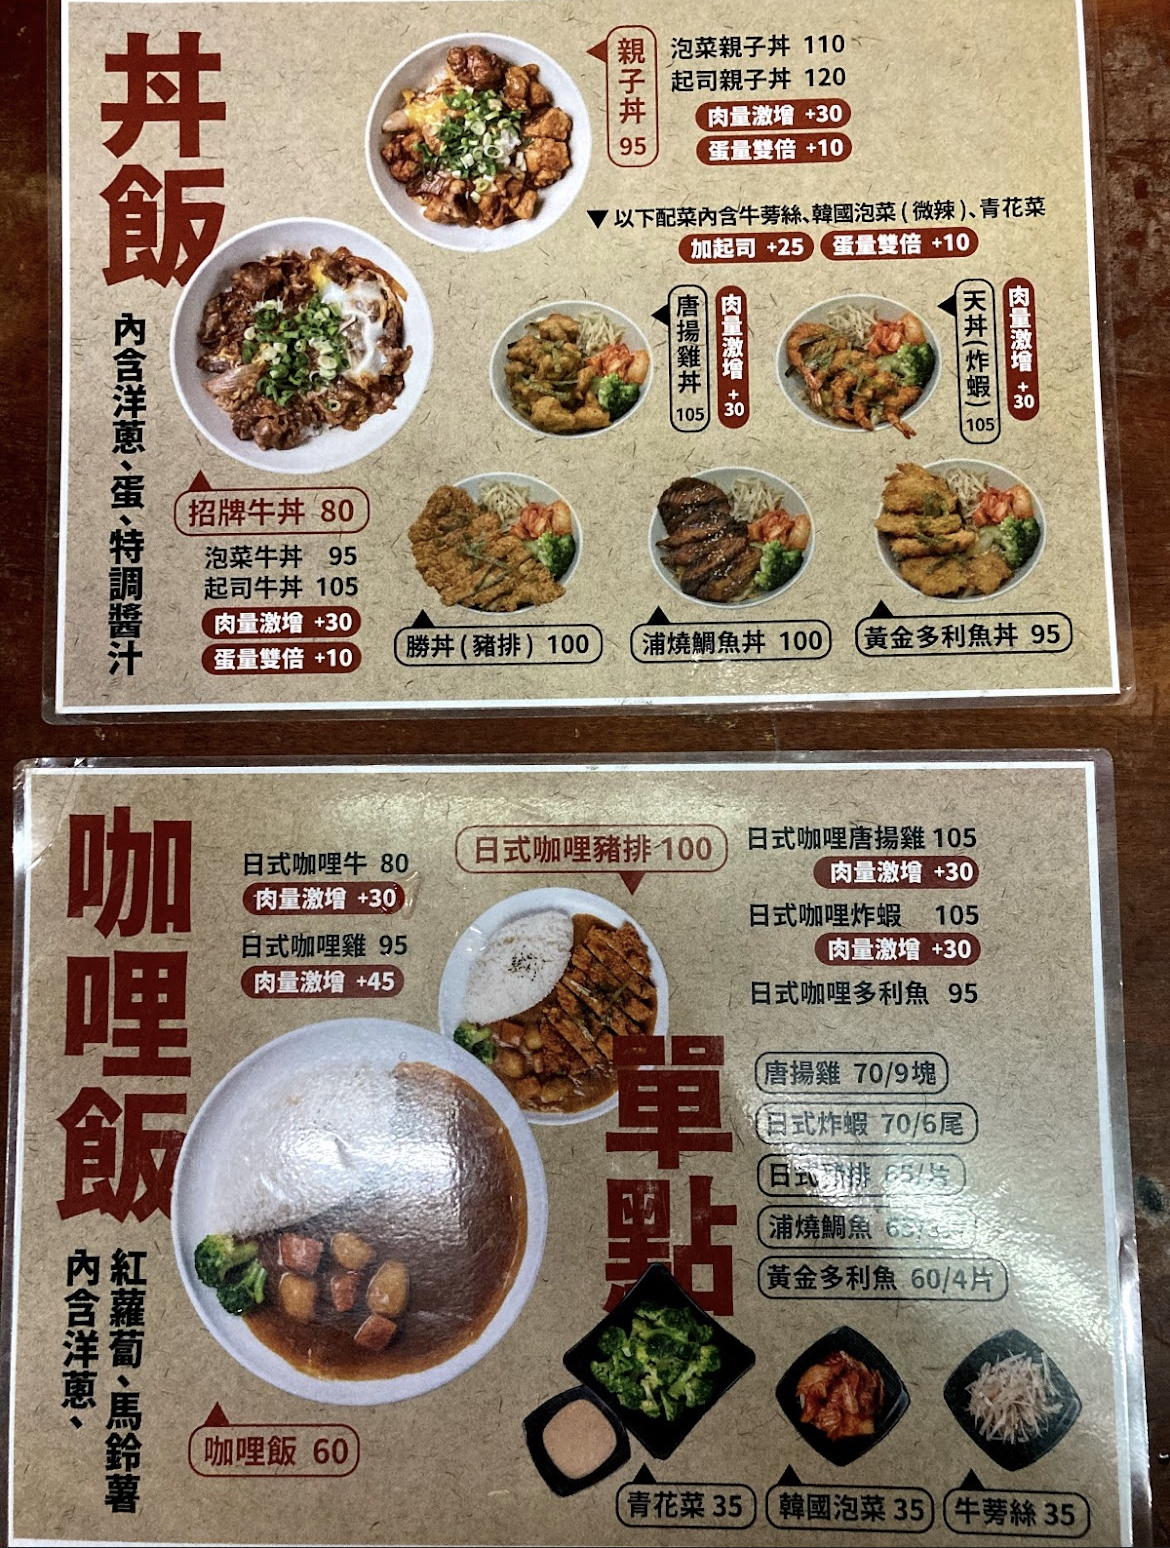 丼飯
內含洋蔥、蛋、特調醬汁
親子丼 95
泡菜親子丼 110
起司親子丼 120
肉量激增 +30
蛋量雙倍 +10
▼以下配菜內含牛蒡絲、韓國泡菜(微辣)、青花菜
加起司 +25 蛋量雙倍 +10
唐揚雞丼 105
肉量激增 +30
天丼(炸蝦) 105
肉量激增 +30
招牌牛丼 80
泡菜牛丼 95
起司牛丼 105
肉量激增 +30
蛋量雙倍 +10
勝丼(豬排) 100
浦燒鯛魚丼 100
黃金多利魚丼 95
咖哩飯
內含洋蔥、
紅蘿蔔、馬鈴薯
日式咖哩牛 80
肉量激增 +30
日式咖哩雞 95
肉量激增 +45
日式咖哩豬排 100
日式咖哩唐揚雞 105
肉量激增 +30
日式咖哩炸蝦 105
肉量激增 +30
日式咖哩多利魚 95
咖哩飯 60
單點
唐揚雞 70/9塊
日式炸蝦 70/6尾
日式豬排 65/片
浦燒鯛魚
黃金多利魚 60/4片
青花菜 35
韓國泡菜 35
牛蒡絲 35